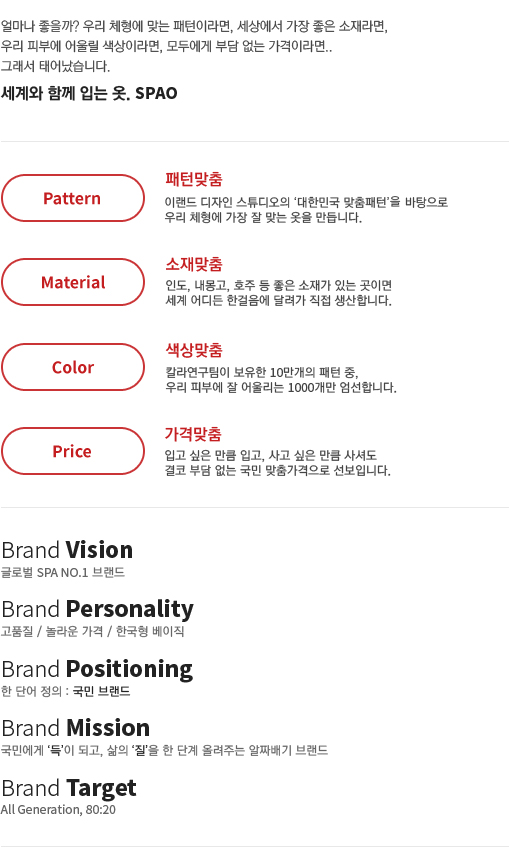 얼마나 좋을까? 우리 체형에 맞는 패턴이라면, 세상에서 가장 좋은 소재라면,
우리 피부에 어울릴 색상이라면, 모두에게 부담 없는 가격이라면..
그래서 태어났습니다.
세계와 함께 입는 옷. SPAO
Pattern
패턴맞춤
이랜드 디자인 스튜디오의 ‘대한민국 맞춤패턴’을 바탕으로
우리 체형에 가장 잘 맞는 옷을 만듭니다.
Material
소재맞춤
인도, 내몽고, 호주 등 좋은 소재가 있는 곳이면
세계 어디든 한걸음에 달려가 직접 생산합니다.
Color
색상맞춤
칼라연구팀이 보유한 10만개의 패턴 중,
우리 피부에 잘 어울리는 1000개만 엄선합니다.
Price
가격맞춤
입고 싶은 만큼 입고, 사고 싶은 만큼 사셔도
결코 부담 없는 국민 맞춤가격으로 선보입니다.
Brand Vision
글로벌 SPA NO.1 브랜드
Brand Personality
고품질 / 놀라운 가격 / 한국형 베이직
Brand Positioning
한 단어 정의 : 국민 브랜드
Brand Mission
국민에게 ‘득’이 되고, 삶의 ‘질’을 한 단계 올려주는 알짜배기 브랜드
Brand Target
All Generation, 80:20